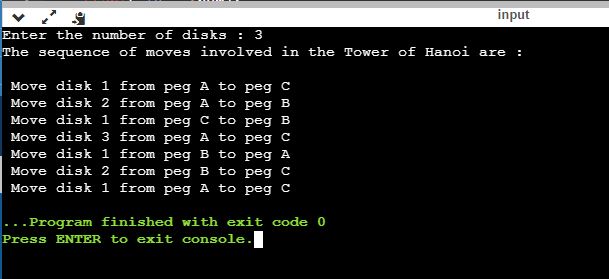 input
Enter the number of disks : 3
The sequence of moves involved in the Tower of Hanoi are :
Move disk 1 from peg A to peg C
Move disk 2 from peg A to peg B
Move disk 1 from peg C to peg B
Move disk 3 from peg A to peg C
Move disk 1 from peg B to peg A
Move disk 2 from peg B to peg C
Move disk 1 from peg A to peg C
...Program finished with exit code 0
Press ENTER to exit console.